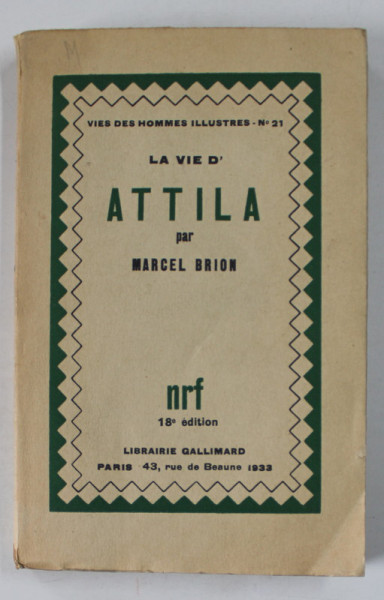 M
VIES DES HOMMES ILLUSTRES - Nº 21
LA VIE D'
ATTILA
par
MARCEL BRION
nrf
18e édition
LIBRAIRIE GALLIMARD
PARIS 43, rue de Beaune 1933